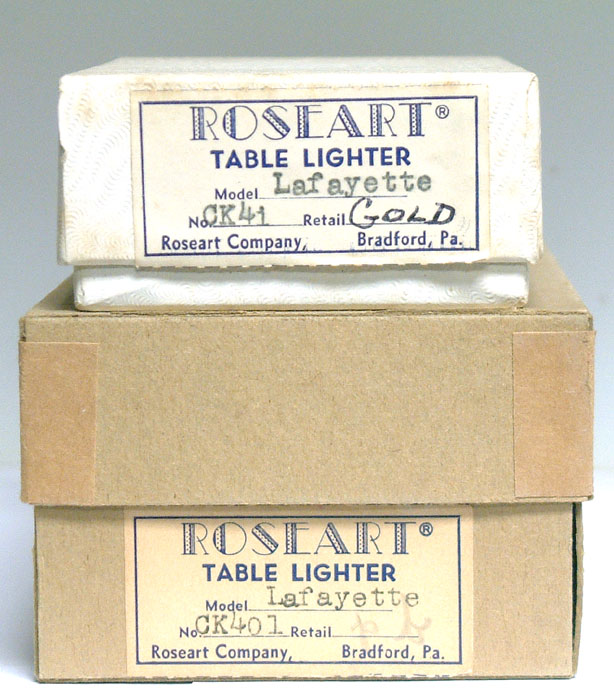 ROSEART®
TABLE LIGHTER
Model Lafayette
No. CK41 Retail GOLD
Roseart Company, Bradford, Pa.
ROSEART®
TABLE LIGHTER
Model Lafayette
No. CK401 Retail
Roseart Company, Bradford, Pa.